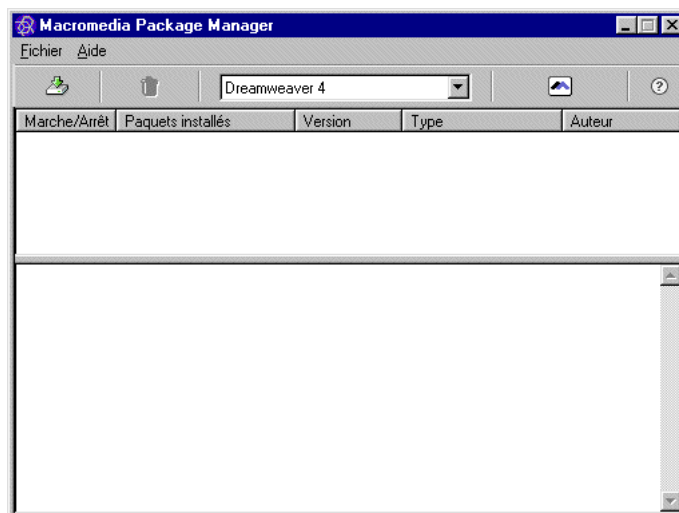 Macromedia Package Manager
Fichier Aide
Dreamweaver 4
Marche/Arrêt Paquets installés Version Type Auteur